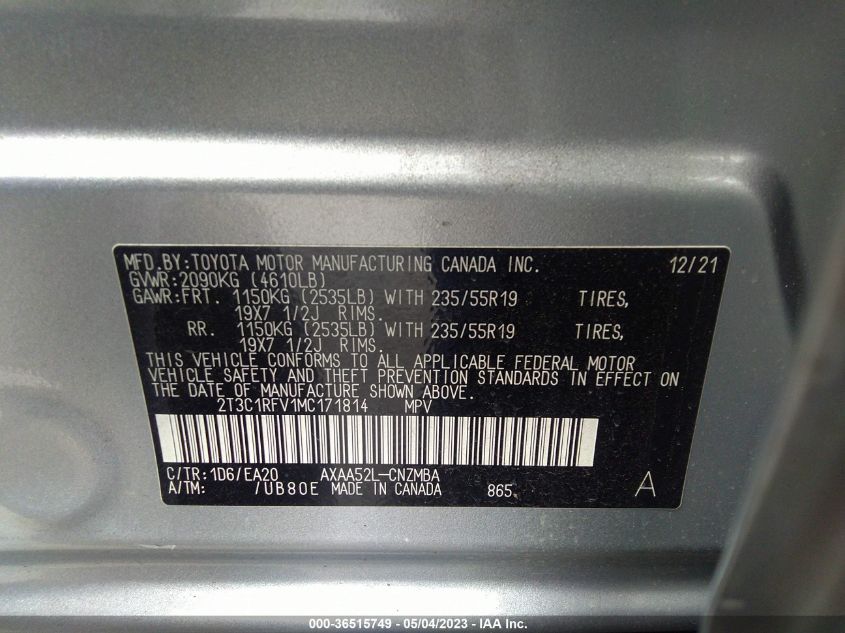 MFD.BY:TOYOTA MOTOR MANUFACTURING CANADA INC. 12/21
GVWR:2090KG (4610LB)
GAWR:FRT. 1150KG (2535LB) WITH 235/55R19 TIRES,
19X7 1/2J RIMS.
RR. 1150KG (2535LB) WITH 235/55R19 TIRES,
19X7 1/2J RIMS.
THIS VEHICLE CONFORMS TO ALL APPLICABLE FEDERAL MOTOR
VEHICLE SAFETY AND THEFT PREVENTION STANDARDS IN EFFECT ON
THE DATE OF MANUFACTURE SHOWN ABOVE.
2T3C1RFV1MC171814 MPV
C/TR:1D6/EA20 AXAA52L-CNZMBA
A/TM: /UB80E MADE IN CANADA 865. A
000-36515749 - 05/04/2023 - IAA Inc.